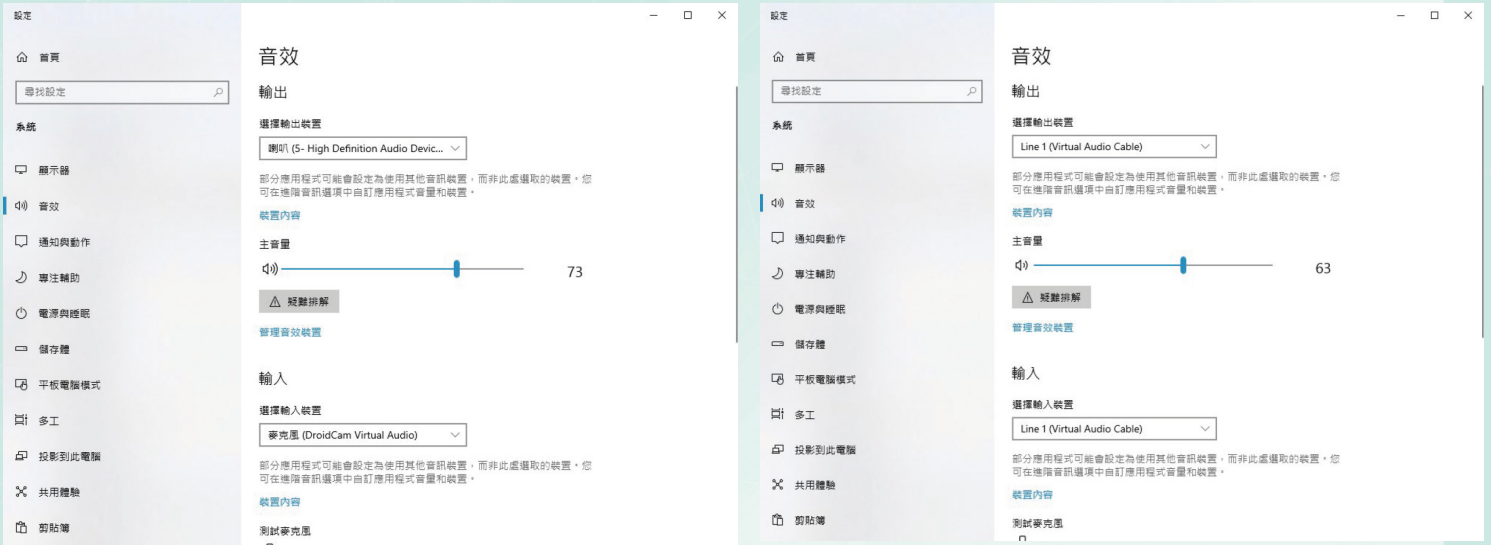 設定
首頁
尋找設定
系統
顯示器
音效
通知與動作
專注輔助
電源與睡眠
儲存體
平板電腦模式
多工
投影到此電腦
共用體驗
剪貼簿
音效
輸出
選擇輸出裝置
喇叭 (5- High Definition Audio Devic...
部分應用程式可能會設定為使用其他音訊裝置，而非此處選取的裝置。您
可在進階音訊選項中自訂應用程式音量和裝置。
裝置內容
主音量
73
疑難排解
管理音效裝置
輸入
選擇輸入裝置
麥克風 (DroidCam Virtual Audio)
部分應用程式可能會設定為使用其他音訊裝置，而非此處選取的裝置。您
可在進階音訊選項中自訂應用程式音量和裝置。
裝置內容
測試麥克風
設定
首頁
尋找設定
系統
顯示器
音效
通知與動作
專注輔助
電源與睡眠
儲存體
平板電腦模式
多工
投影到此電腦
共用體驗
剪貼簿
音效
輸出
選擇輸出裝置
Line 1 (Virtual Audio Cable)
部分應用程式可能會設定為使用其他音訊裝置，而非此處選取的裝置。您
可在進階音訊選項中自訂應用程式音量和裝置。
裝置內容
主音量
63
疑難排解
管理音效裝置
輸入
選擇輸入裝置
Line 1 (Virtual Audio Cable)
部分應用程式可能會設定為使用其他音訊裝置，而非此處選取的裝置。您
可在進階音訊選項中自訂應用程式音量和裝置。
裝置內容
測試麥克風